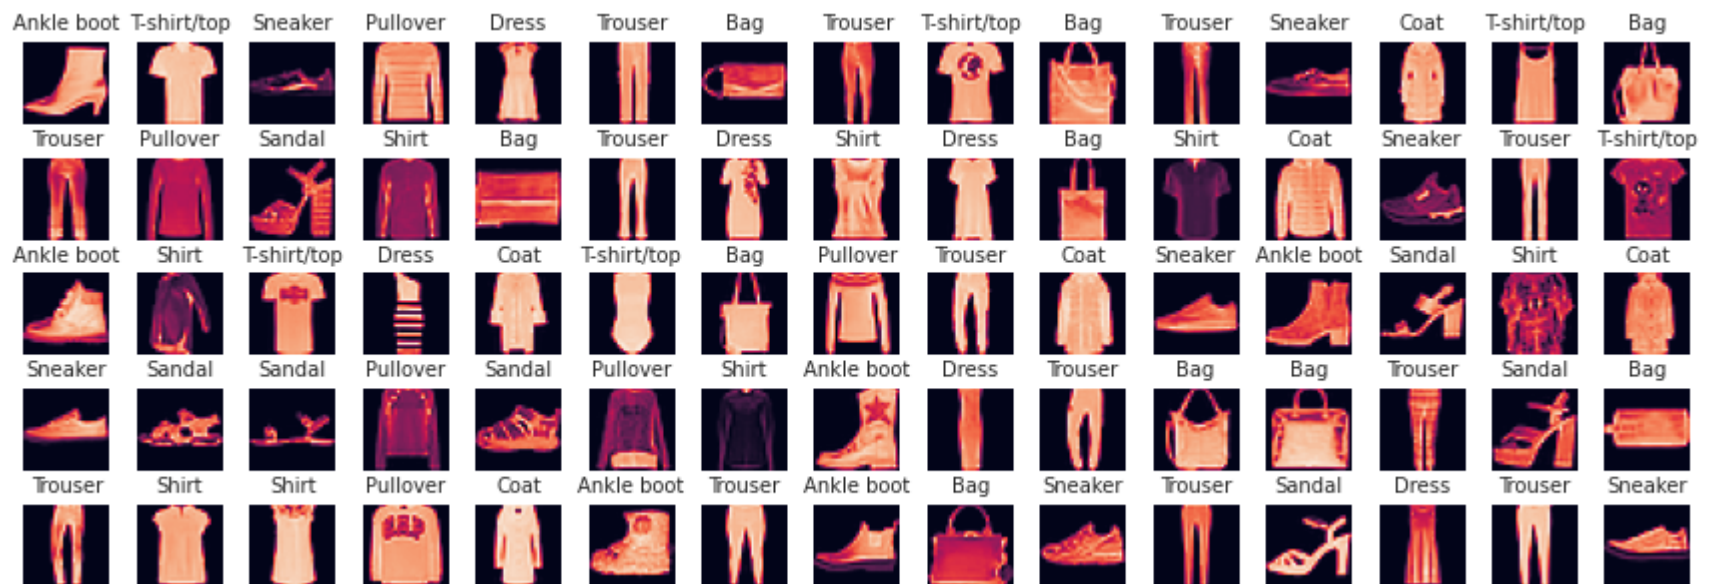 Ankle boot T-shirt/top Sneaker Pullover Dress Trouser Bag Trouser T-shirt/top Bag Trouser Sneaker Coat T-shirt/top Bag
Trouser Pullover Sandal Shirt Bag Trouser Dress Shirt Dress Bag Shirt Coat Sneaker Trouser T-shirt/top
Ankle boot Shirt T-shirt/top Dress Coat T-shirt/top Bag Pullover Trouser Coat Sneaker Ankle boot Sandal Shirt Coat
Sneaker Sandal Sandal Pullover Sandal Pullover Shirt Ankle boot Dress Trouser Bag Bag Trouser Sandal Bag
Trouser Shirt Shirt Pullover Coat Ankle boot Trouser Ankle boot Bag Sneaker Trouser Sandal Dress Trouser Sneaker